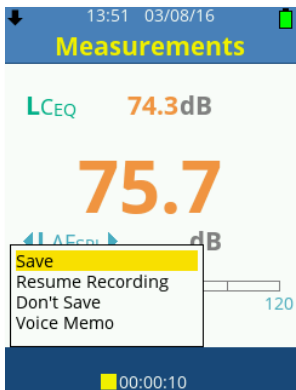 13:51 03/08/16
Measurements
LCEQ 74.3dB
75.7
LAFSPL dB
120
Save
Resume Recording
Don't Save
Voice Memo
00:00:10